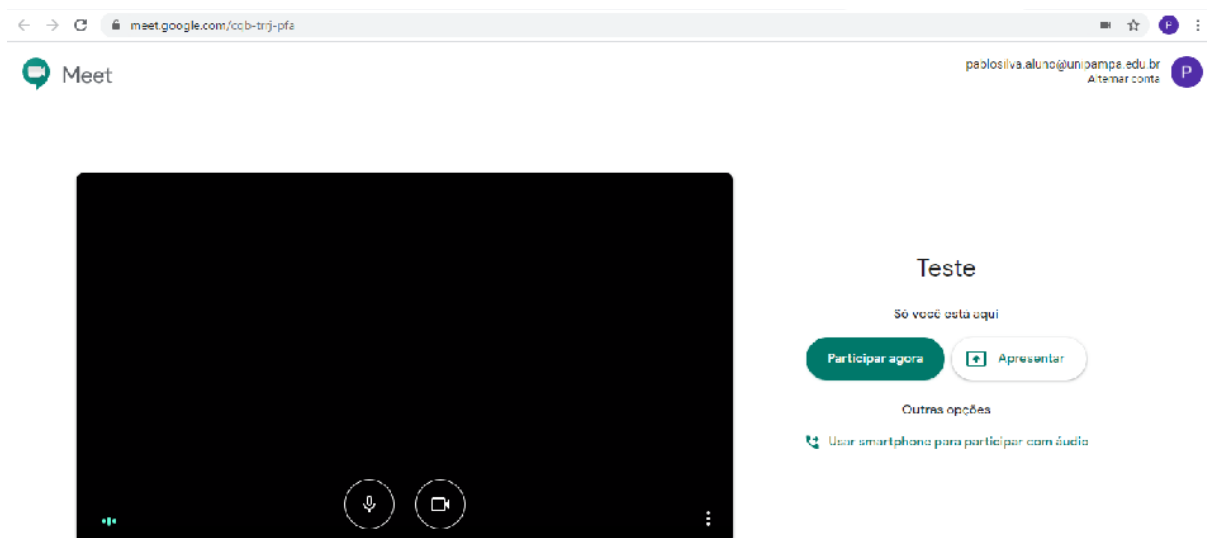 meet.google.com/cqb-trrj-pfa
P
Meet
pablosilva.aluno@unipampa.edu.br
Alternar conta
P
Teste
Só você está aqui
Participar agora
Apresentar
Outras opções
Usar smartphone para participar com áudio